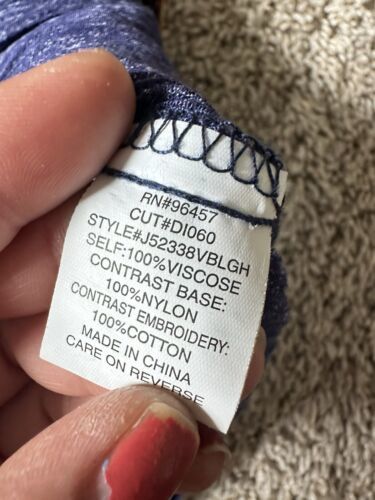 RN#96457
CUT#DI060
STYLE#J52338VBLGH
SELF:100%VISCOSE
CONTRAST BASE:
100%NYLON
CONTRAST EMBROIDERY:
100%COTTON
MADE IN CHINA
CARE ON REVERSE